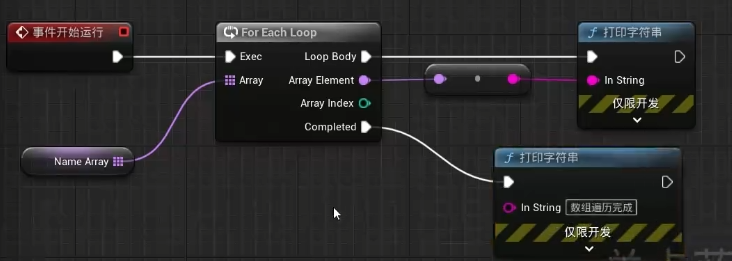 事件开始运行
For Each Loop
Exec
Loop Body
Array
Array Element
Array Index
Completed
Name Array
打印字符串
In String
仅限开发
打印字符串
In String 数组遍历完成
仅限开发